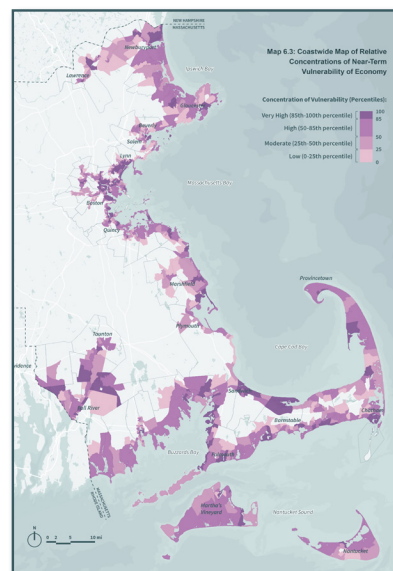 NEW HAMPSHIRE
MASSACHUSETTS
Map 6.3: Coastwide Map of Relative
Concentrations of Near-Term
Vulnerability of Economy
Concentration of Vulnerability (Percentiles):
Very High (85th-100th percentile)
High (50-85th percentile)
Moderate (25th-50th percentile)
Low (0-25th percentile)
100
85
50
25
0
Newburyport
Lawrence
Ipswich Bay
Gloucester
Beverly
Salem
Lynn
Massachusetts Bay
Boston
Quincy
Marshfield
Provincetown
Plymouth
Taunton
Cape Cod Bay
vidence
Fall River
Chatham
Barnstable
Falmouth
Buzzards Bay
MASSACHUSETTS
RHODE ISLAND
Martha's
Vineyard
Nantucket Sound
Nantucket
N
0 2 5 10 mi